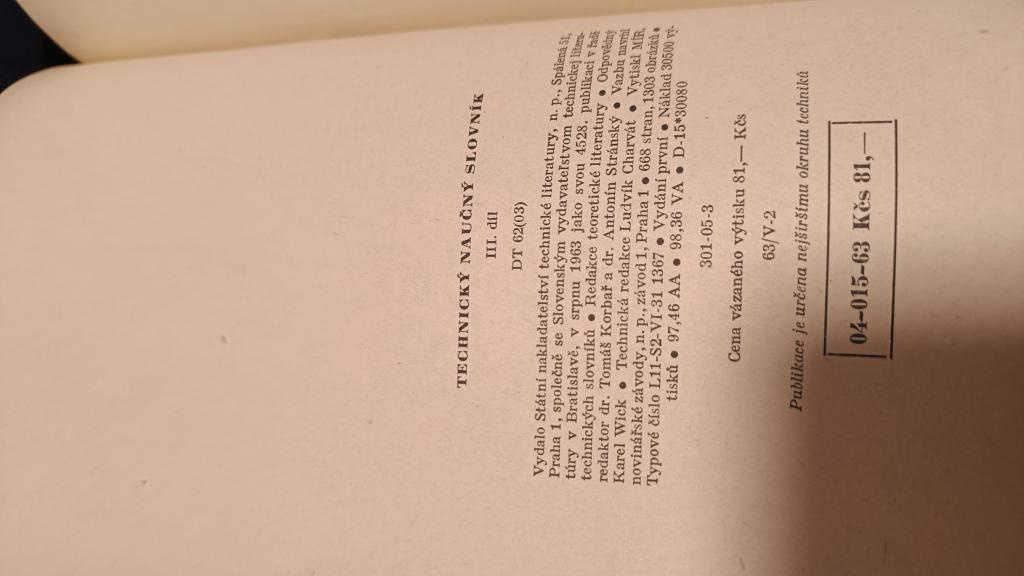 TECHNICKÝ NAUČNÝ SLOVNÍK
III. díl
DT 62(03)
Vydalo Státní nakladatelství technické literatury, n. p., Spálená 51,
Praha 1, společně se Slovenským vydavateľstvom technickej litera-
túry v Bratislavě, v srpnu 1963 jako svou 4528. publikaci v řadě
technických slovníků ● Redakce teoretické literatury ● Odpovědný
redaktor dr. Tomáš Korbař a dr. Antonín Stránský ● Vazbu navrhl
Karel Wick ● Technická redakce Ludvík Charvát ● Vytiskl MÍR,
novinářské závody, n. p., závod 1, Praha 1 ● 668 stran, 1303 obrázků ●
Typové číslo L11-S2-VI-31 1367 ● Vydání první ● Náklad 30500 vý-
tisků ● 97,46 AA ● 98,36 VA ● D-15*30080
301-05-3
Cena vázaného výtisku 81,— Kčs
63/V-2
Publikace je určena nejširšímu okruhu techniků
04-015-63 Kčs 81,—